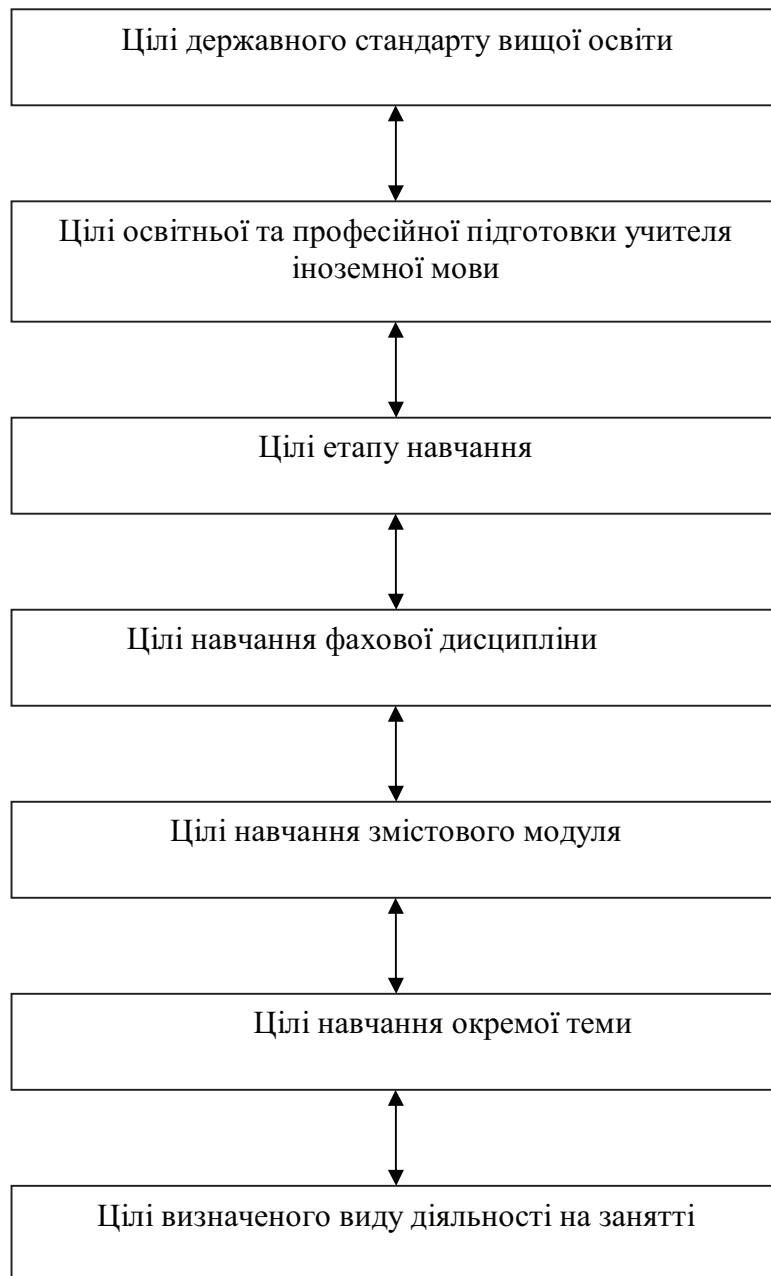 Цілі державного стандарту вищої освіти
Цілі освітньої та професійної підготовки учителя
іноземної мови
Цілі етапу навчання
Цілі навчання фахової дисципліни
Цілі навчання змістового модуля
Цілі навчання окремої теми
Цілі визначеного виду діяльності на занятті